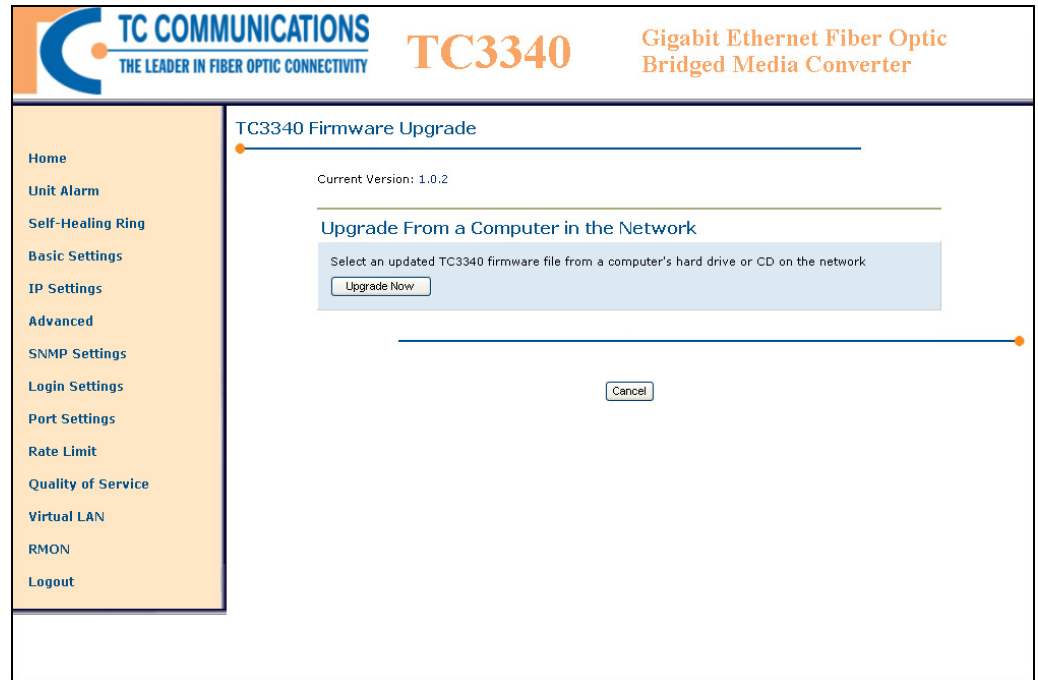 TC COMMUNICATIONS
THE LEADER IN FIBER OPTIC CONNECTIVITY
TC3340
Gigabit Ethernet Fiber Optic
Bridged Media Converter
Home
Unit Alarm
Self-Healing Ring
Basic Settings
IP Settings
Advanced
SNMP Settings
Login Settings
Port Settings
Rate Limit
Quality of Service
Virtual LAN
RMON
Logout
TC3340 Firmware Upgrade
Current Version: 1.0.2
Upgrade From a Computer in the Network
Select an updated TC3340 firmware file from a computer's hard drive or CD on the network
Upgrade Now
Cancel